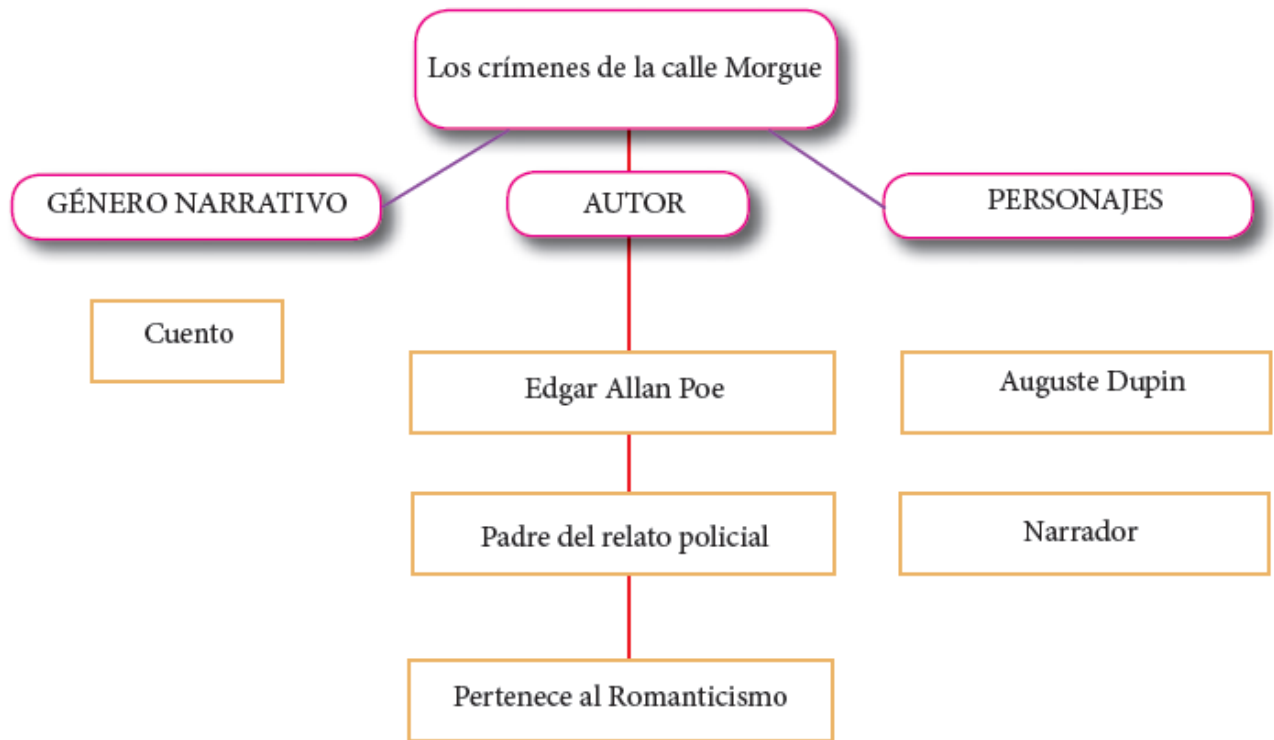 Los crímenes de la calle Morgue
GÉNERO NARRATIVO
AUTOR
PERSONAJES
Cuento
Edgar Allan Poe
Auguste Dupin
Padre del relato policial
Narrador
Pertenece al Romanticismo